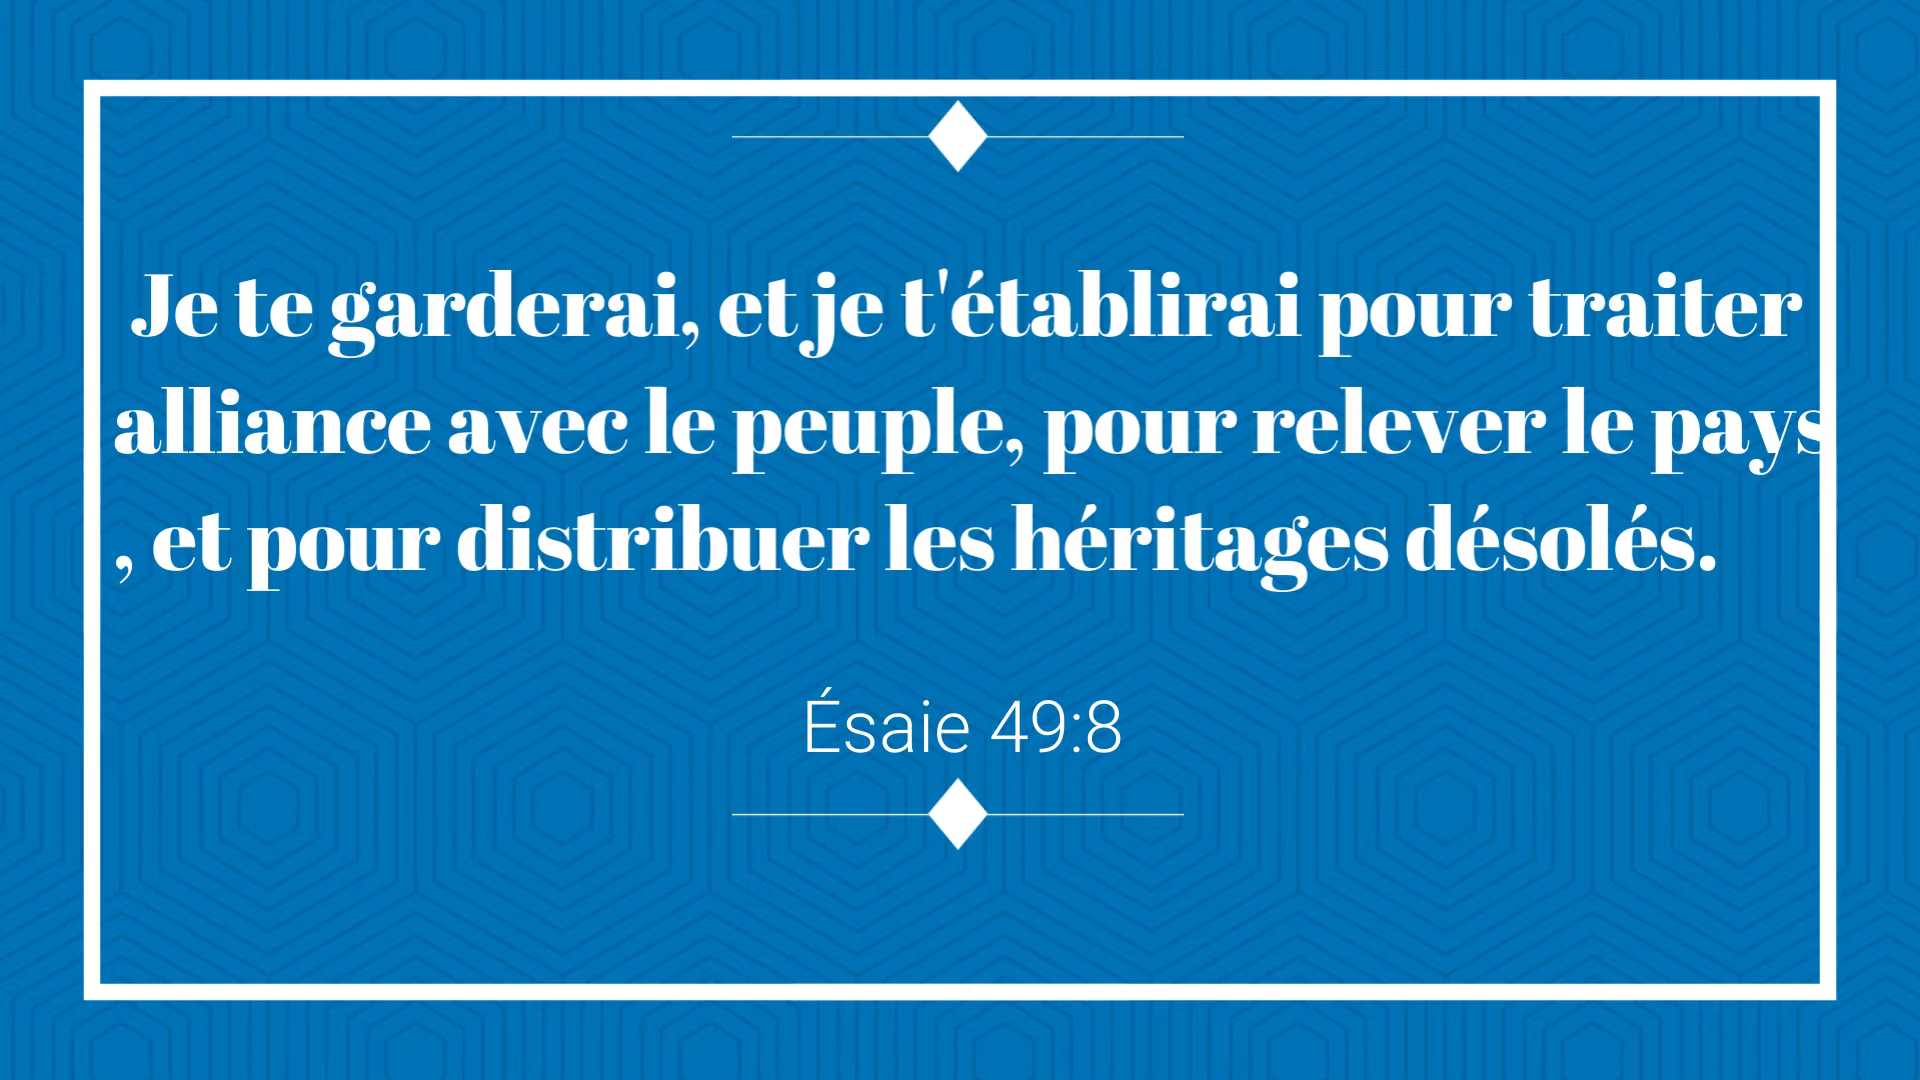 Je te garderai, et je t'établirai pour traiter
alliance avec le peuple, pour relever le pays
, et pour distribuer les héritages désolés.
Ésaie 49:8